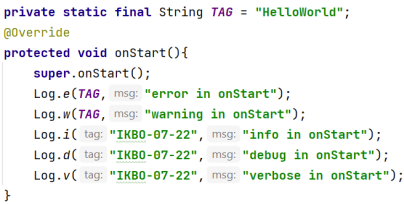 private static final String TAG = "HelloWorld";
@Override
protected void onStart(){
super.onStart();
Log.e(TAG, msg: "error in onStart");
Log.w(TAG, msg: "warning in onStart");
Log.i( tag: "IKBO-07-22", msg: "info in onStart");
Log.d( tag: "IKBO-07-22", msg: "debug in onStart");
Log.v( tag: "IKBO-07-22", msg: "verbose in onStart");
}